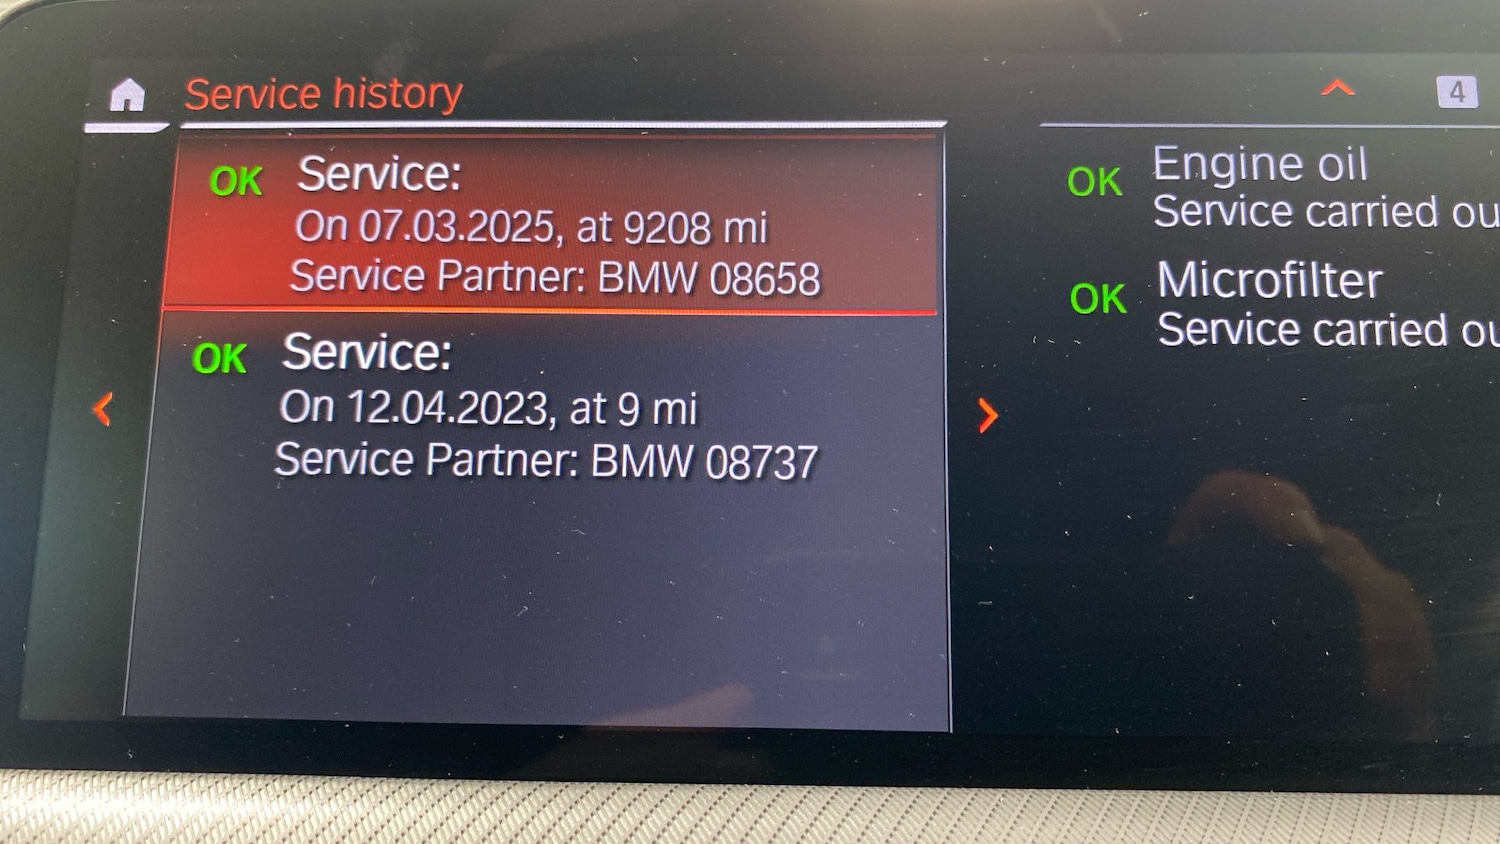 Service history
4
OK Service:
On 07.03.2025, at 9208 mi
Service Partner: BMW 08658
OK Service:
On 12.04.2023, at 9 mi
Service Partner: BMW 08737
OK Engine oil
Service carried ou
OK Microfilter
Service carried ou